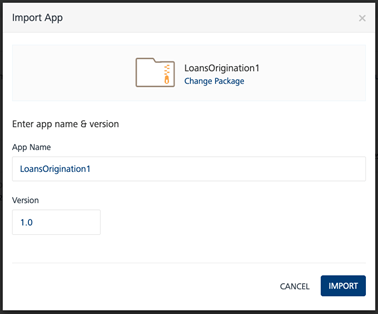 Import App
×
LoansOrigination1
Change Package
Enter app name & version
App Name
LoansOrigination1
Version
1.0
CANCEL
IMPORT